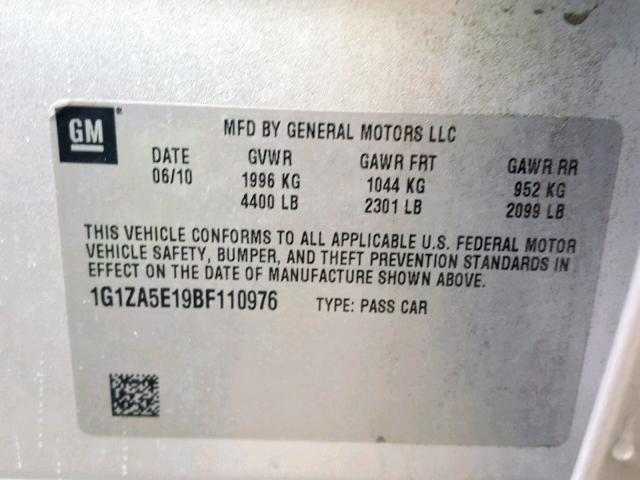 GM
®
MFD BY GENERAL MOTORS LLC
DATE GVWR GAWR FRT GAWR RR
06/10 1996 KG 1044 KG 952 KG
4400 LB 2301 LB 2099 LB
THIS VEHICLE CONFORMS TO ALL APPLICABLE U.S. FEDERAL MOTOR
VEHICLE SAFETY, BUMPER, AND THEFT PREVENTION STANDARDS IN
EFFECT ON THE DATE OF MANUFACTURE SHOWN ABOVE.
1G1ZA5E19BF110976 TYPE: PASS CAR